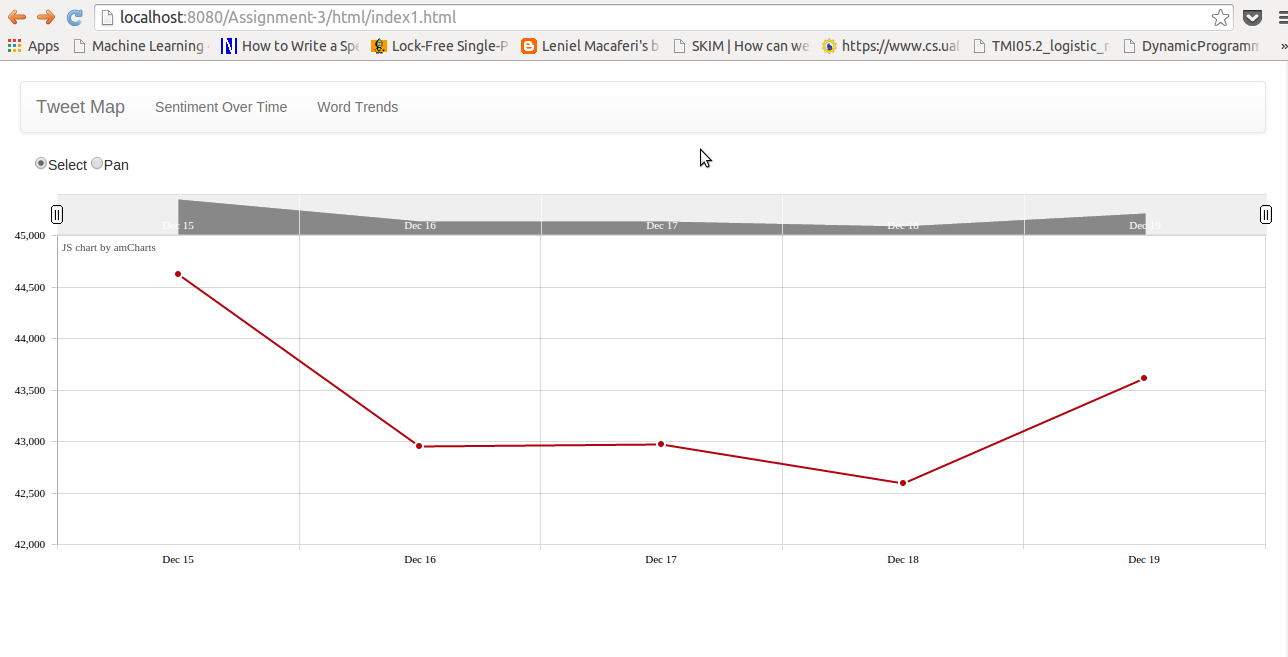 localhost:8080/Assignment-3/html/index1.html
Apps Machine Learning How to Write a Spe Lock-Free Single-P Leniel Macaferi's b SKIM | How can we https://www.cs.ua TMI05.2_logistic_r DynamicProgramm »
Tweet Map Sentiment Over Time Word Trends
Select Pan
Dec 15 Dec 16 Dec 17 Dec 18 Dec 19
45,000
JS chart by amCharts
44,500
44,000
43,500
43,000
42,500
42,000
Dec 15 Dec 16 Dec 17 Dec 18 Dec 19